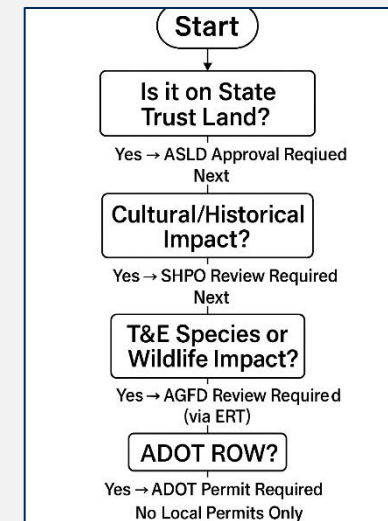 Start
Is it on State
Trust Land?
Yes → ASLD Approval Reqiued
Next
Cultural/Historical
Impact?
Yes → SHPO Review Required
Next
T&E Species or
Wildlife Impact?
Yes → AGFD Review Required
(via ERT)
ADOT ROW?
Yes → ADOT Permit Required
No Local Permits Only